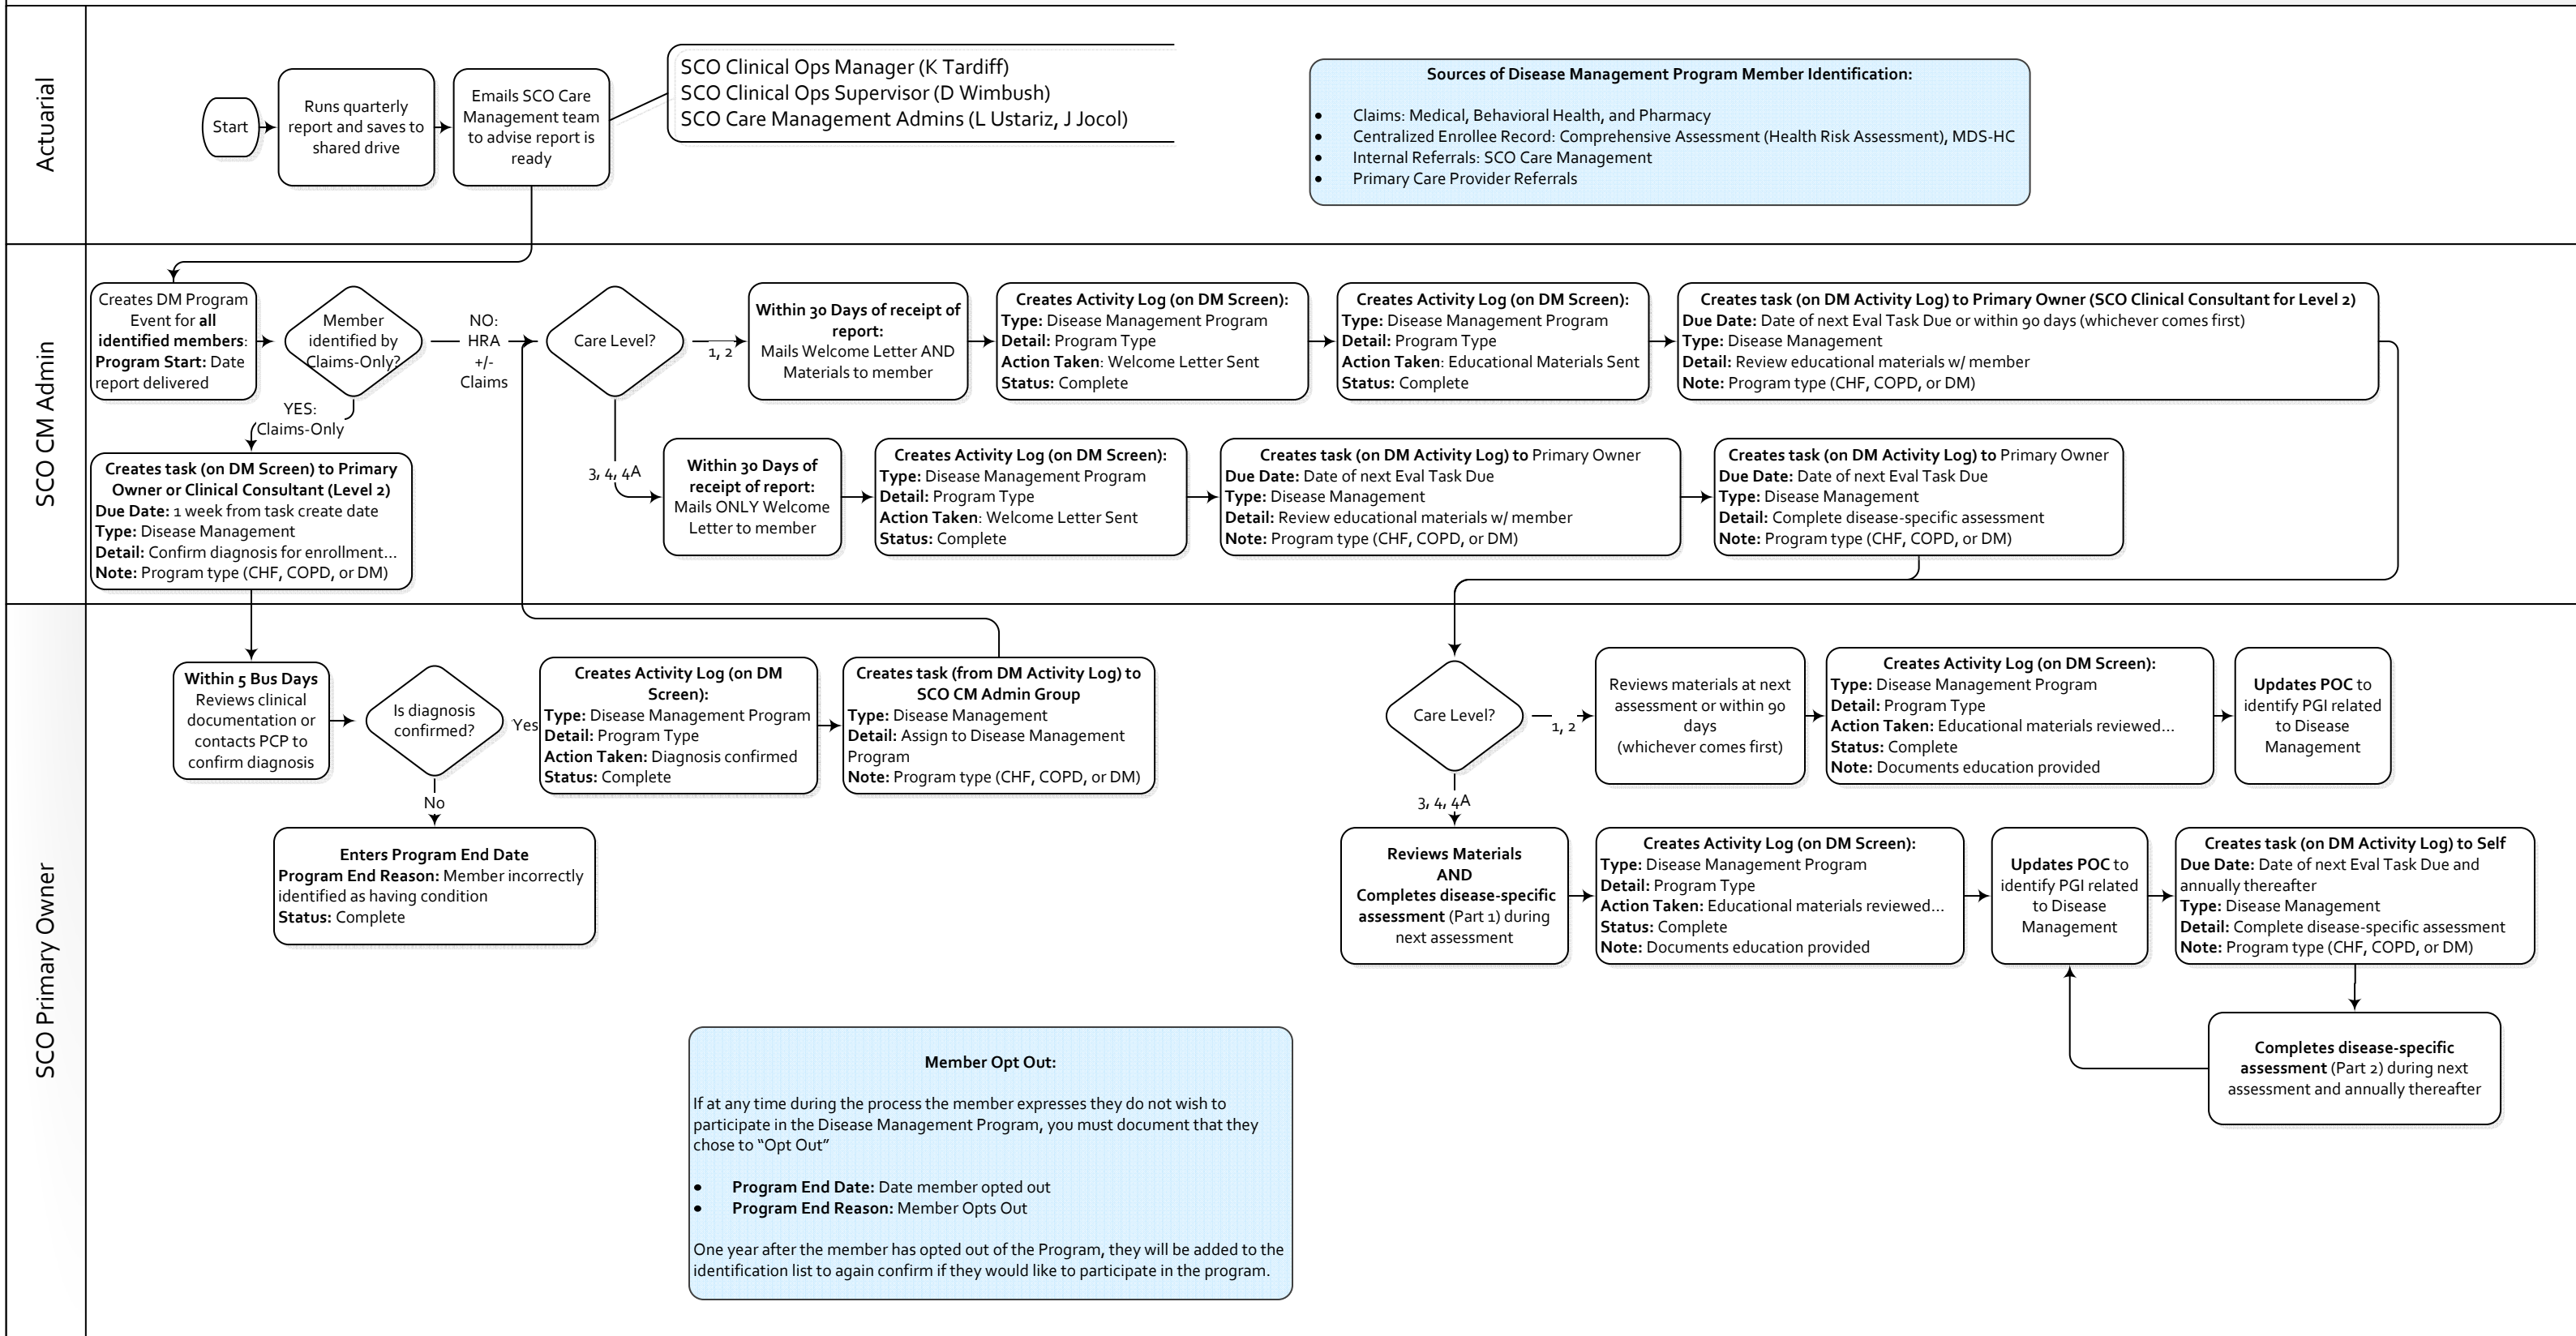 Actuarial
Start
Runs quarterly
report and saves to
shared drive
Emails SCO Care
Management team
to advise report is
ready
SCO Clinical Ops Manager (K Tardiff)
SCO Clinical Ops Supervisor (D Wimbush)
SCO Care Management Admins (L Ustariz, J Jocol)
Sources of Disease Management Program Member Identification:
• Claims: Medical, Behavioral Health, and Pharmacy
• Centralized Enrollee Record: Comprehensive Assessment (Health Risk Assessment), MDS-HC
• Internal Referrals: SCO Care Management
• Primary Care Provider Referrals
SCO CM Admin
Creates DM Program
Event for all
identified members:
Program Start: Date
report delivered
Member
identified by
Claims-Only?
NO:
HRA
+/-
Claims
Care Level?
1, 2
Within 30 Days of receipt of
report:
Mails Welcome Letter AND
Materials to member
Creates Activity Log (on DM Screen):
Type: Disease Management Program
Detail: Program Type
Action Taken: Welcome Letter Sent
Status: Complete
Creates Activity Log (on DM Screen):
Type: Disease Management Program
Detail: Program Type
Action Taken: Educational Materials Sent
Status: Complete
Creates task (on DM Activity Log) to Primary Owner (SCO Clinical Consultant for Level 2)
Due Date: Date of next Eval Task Due or within 90 days (whichever comes first)
Type: Disease Management
Detail: Review educational materials w/ member
Note: Program type (CHF, COPD, or DM)
YES:
Claims-Only
Creates task (on DM Screen) to Primary
Owner or Clinical Consultant (Level 2)
Due Date: 1 week from task create date
Type: Disease Management
Detail: Confirm diagnosis for enrollment...
Note: Program type (CHF, COPD, or DM)
3, 4, 4A
Within 30 Days of
receipt of report:
Mails ONLY Welcome
Letter to member
Creates Activity Log (on DM Screen):
Type: Disease Management Program
Detail: Program Type
Action Taken: Welcome Letter Sent
Status: Complete
Creates task (on DM Activity Log) to Primary Owner
Due Date: Date of next Eval Task Due
Type: Disease Management
Detail: Review educational materials w/ member
Note: Program type (CHF, COPD, or DM)
Creates task (on DM Activity Log) to Primary Owner
Due Date: Date of next Eval Task Due
Type: Disease Management
Detail: Complete disease-specific assessment
Note: Program type (CHF, COPD, or DM)
SCO Primary Owner
Within 5 Bus Days
Reviews clinical
documentation or
contacts PCP to
confirm diagnosis
Is diagnosis
confirmed?
Yes
Creates Activity Log (on DM
Screen):
Type: Disease Management Program
Detail: Program Type
Action Taken: Diagnosis confirmed
Status: Complete
Creates task (from DM Activity Log) to
SCO CM Admin Group
Type: Disease Management
Detail: Assign to Disease Management
Program
Note: Program type (CHF, COPD, or DM)
No
Enters Program End Date
Program End Reason: Member incorrectly
identified as having condition
Status: Complete
Care Level?
1, 2
Reviews materials at next
assessment or within 90
days
(whichever comes first)
Creates Activity Log (on DM Screen):
Type: Disease Management Program
Detail: Program Type
Action Taken: Educational materials reviewed...
Status: Complete
Note: Documents education provided
Updates POC to
identify PGI related
to Disease
Management
3, 4, 4A
Reviews Materials
AND
Completes disease-specific
assessment (Part 1) during
next assessment
Creates Activity Log (on DM Screen):
Type: Disease Management Program
Detail: Program Type
Action Taken: Educational materials reviewed...
Status: Complete
Note: Documents education provided
Updates POC to
identify PGI related
to Disease
Management
Creates task (on DM Activity Log) to Self
Due Date: Date of next Eval Task Due and
annually thereafter
Type: Disease Management
Detail: Complete disease-specific assessment
Note: Program type (CHF, COPD, or DM)
Completes disease-specific
assessment (Part 2) during next
assessment and annually thereafter
Member Opt Out:
If at any time during the process the member expresses they do not wish to
participate in the Disease Management Program, you must document that they
chose to “Opt Out”
• Program End Date: Date member opted out
• Program End Reason: Member Opts Out
One year after the member has opted out of the Program, they will be added to the
identification list to again confirm if they would like to participate in the program.